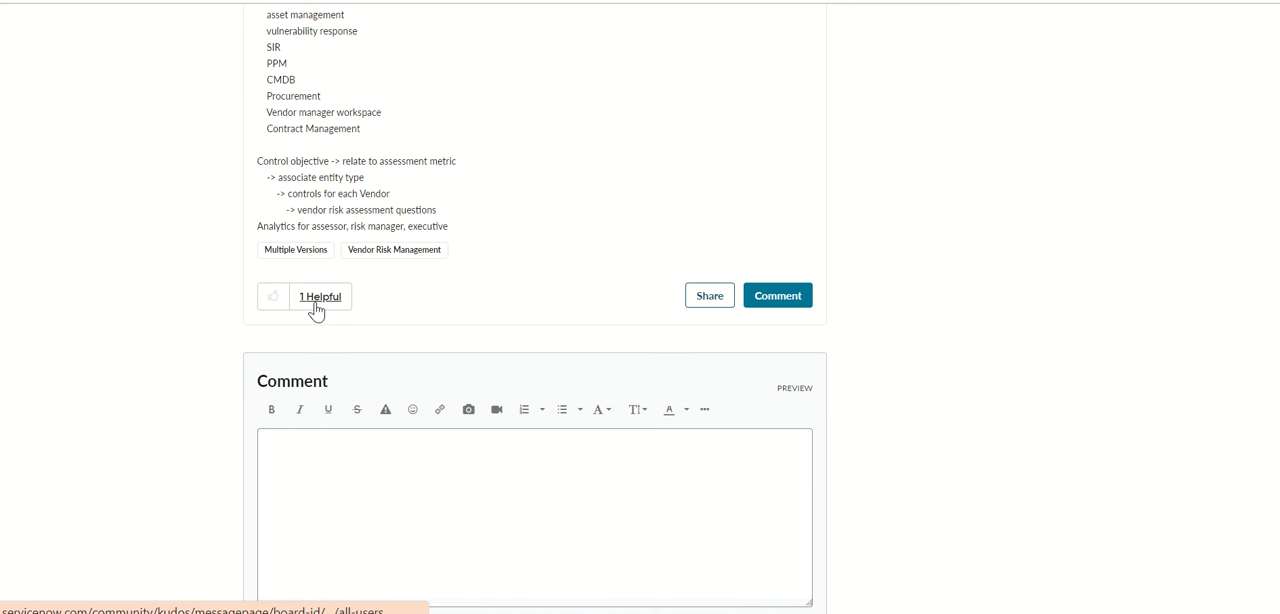 asset management
vulnerability response
SIR
PPM
CMDB
Procurement
Vendor manager workspace
Contract Management
Control objective -> relate to assessment metric
-> associate entity type
-> controls for each Vendor
-> vendor risk assessment questions
Analytics for assessor, risk manager, executive
Multiple Versions Vendor Risk Management
1 Helpful Share Comment
Comment
PREVIEW
B I U S A T! A
servicenow.com/community/kudos/messagepage/board-id/.../all-users